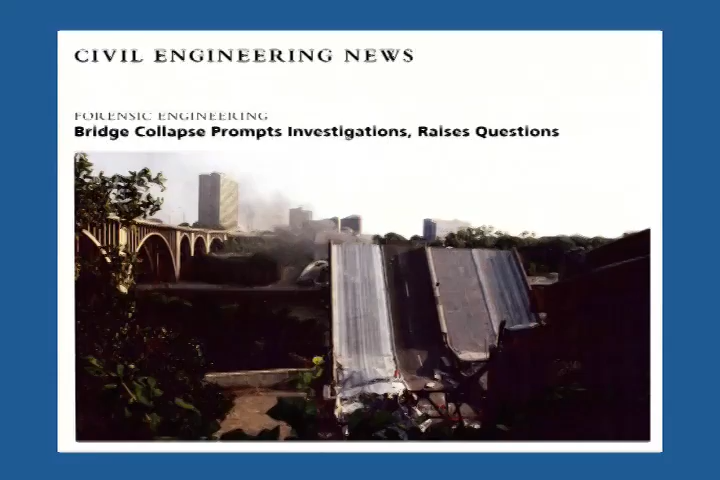 CIVIL ENGINEERING NEWS
FORENSIC ENGINEERING
Bridge Collapse Prompts Investigations, Raises Questions